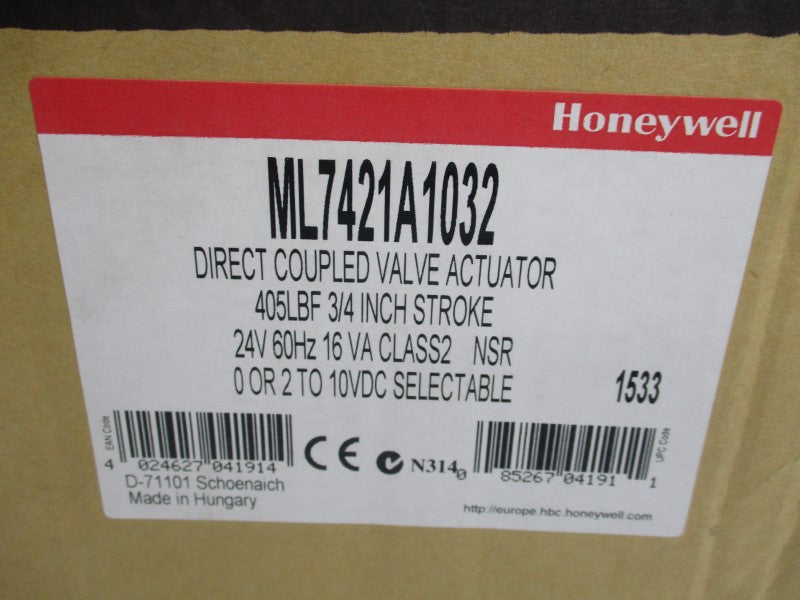 Honeywell
ML7421A1032
DIRECT COUPLED VALVE ACTUATOR
405LBF 3/4 INCH STROKE
24V 60Hz 16 VA CLASS2 NSR
0 OR 2 TO 10VDC SELECTABLE
1533
EAN Code
4 024627 041914
CE
N314
0 85267 04191 1
UPC Code
D-71101 Schoenaich
Made in Hungary
http://europe.hbc.honeywell.com